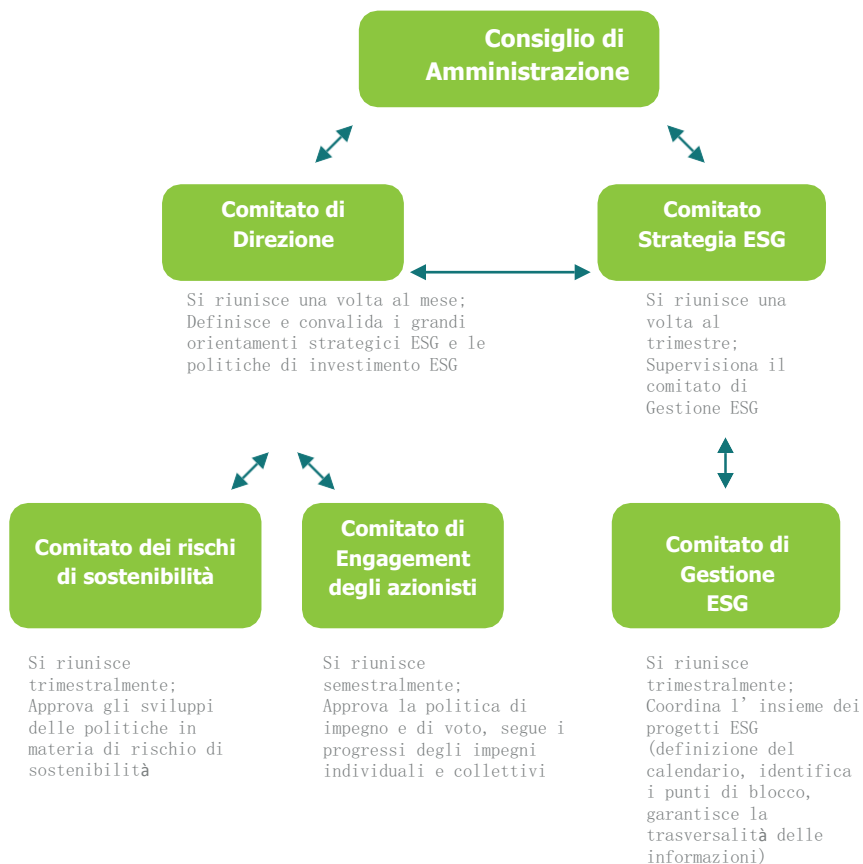 Consiglio di
Amministrazione
Comitato di
Direzione
Si riunisce una volta al mese;
Definisce e convalida i grandi
orientamenti strategici ESG e le
politiche di investimento ESG
Comitato
Strategia ESG
Si riunisce una
volta al
trimestre;
Supervisiona il
comitato di
Gestione ESG
Comitato dei rischi
di sostenibilità
Si riunisce
trimestralmente;
Approva gli sviluppi
delle politiche in
materia di rischio di
sostenibilità
Comitato di
Engagement
degli azionisti
Si riunisce
semestralmente;
Approva la politica di
impegno e di voto, segue i
progressi degli impegni
individuali e collettivi
Comitato di
Gestione
ESG
Si riunisce
trimestralmente;
Coordina l’insieme dei
progetti ESG
(definizione del
calendario, identifica
i punti di blocco,
garantisce la
trasversalità delle
informazioni)